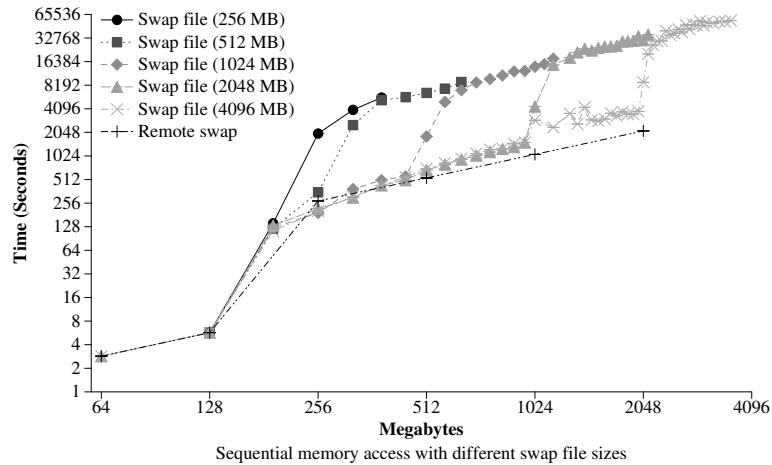 65536
32768
16384
8192
4096
2048
1024
512
256
128
64
32
16
8
4
2
1
Time (Seconds)
Swap file (256 MB)
Swap file (512 MB)
Swap file (1024 MB)
Swap file (2048 MB)
Swap file (4096 MB)
Remote swap
64 128 256 512 1024 2048 4096
Megabytes
Sequential memory access with different swap file sizes